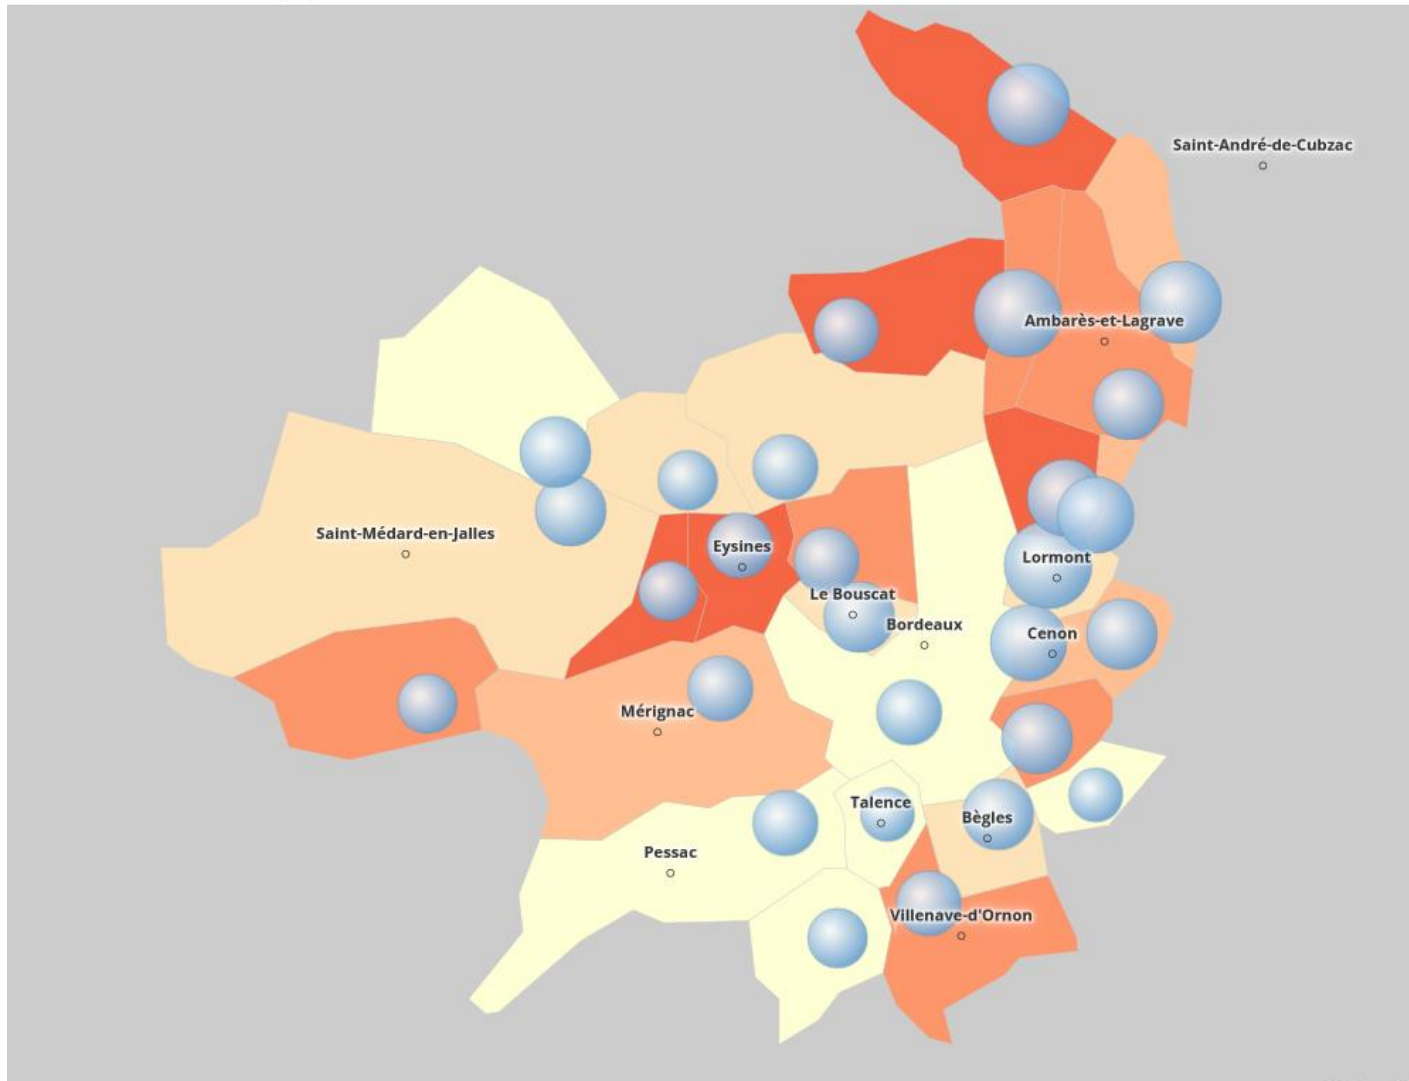 Saint-André-de-Cubzac
Ambarès-et-Lagrave
Saint-Médard-en-Jalles
Eysines
Lormont
Le Bouscat
Bordeaux
Cenon
Mérignac
Talence
Bègles
Pessac
Villenave-d'Ornon